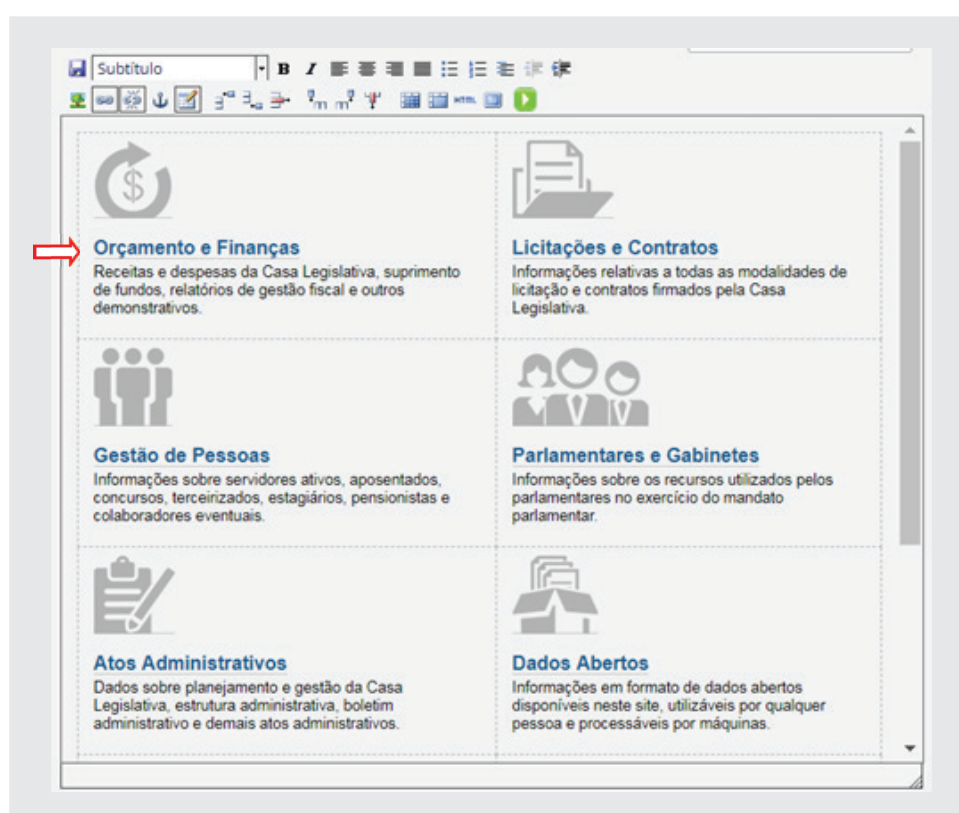 Subtítulo
B I
HTML
$
Orçamento e Finanças
Receitas e despesas da Casa Legislativa, suprimento
de fundos, relatórios de gestão fiscal e outros
demonstrativos.
Licitações e Contratos
Informações relativas a todas as modalidades de
licitação e contratos firmados pela Casa
Legislativa.
Gestão de Pessoas
Informações sobre servidores ativos, aposentados,
concursos, terceirizados, estagiários, pensionistas e
colaboradores eventuais.
Parlamentares e Gabinetes
Informações sobre os recursos utilizados pelos
parlamentares no exercício do mandato
parlamentar.
Atos Administrativos
Dados sobre planejamento e gestão da Casa
Legislativa, estrutura administrativa, boletim
administrativo e demais atos administrativos.
Dados Abertos
Informações em formato de dados abertos
disponíveis neste site, utilizáveis por qualquer
pessoa e processáveis por máquinas.